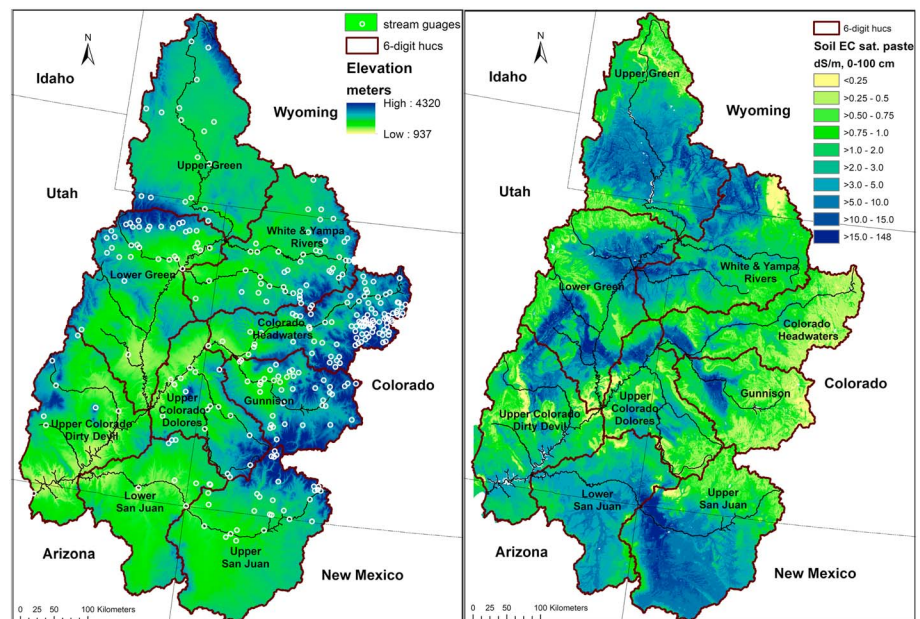 stream guages
6-digit hucs
Elevation
meters
High : 4320
Low : 937
N
Idaho
Wyoming
Utah
Colorado
Arizona
New Mexico
Upper Green
White & Yampa
Rivers
Lower Green
Colorado
Headwaters
Gunnison
Upper
Colorado
Dolores
Upper Colorado
Dirty Devil
Lower
San Juan
Upper
San Juan
0 25 50 100 Kilometers
6-digit hucs
Soil EC sat. paste
dS/m, 0-100 cm
<0.25
>0.25 - 0.5
>0.50 - 0.75
>0.75 - 1.0
>1.0 - 2.0
>2.0 - 3.0
>3.0 - 5.0
>5.0 - 10.0
>10.0 - 15.0
>15.0 - 148
N
Idaho
Wyoming
Utah
Colorado
Arizona
New Mexico
Upper Green
White & Yampa
Rivers
Lower Green
Colorado
Headwaters
Gunnison
Upper
Colorado
Dolores
Upper Colorado
Dirty Devil
Lower
San Juan
Upper
San Juan
0 25 50 100 Kilometers